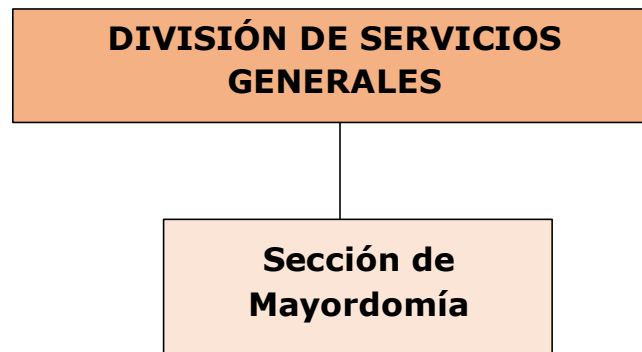 DIVISIÓN DE SERVICIOS
GENERALES
Sección de
Mayordomía